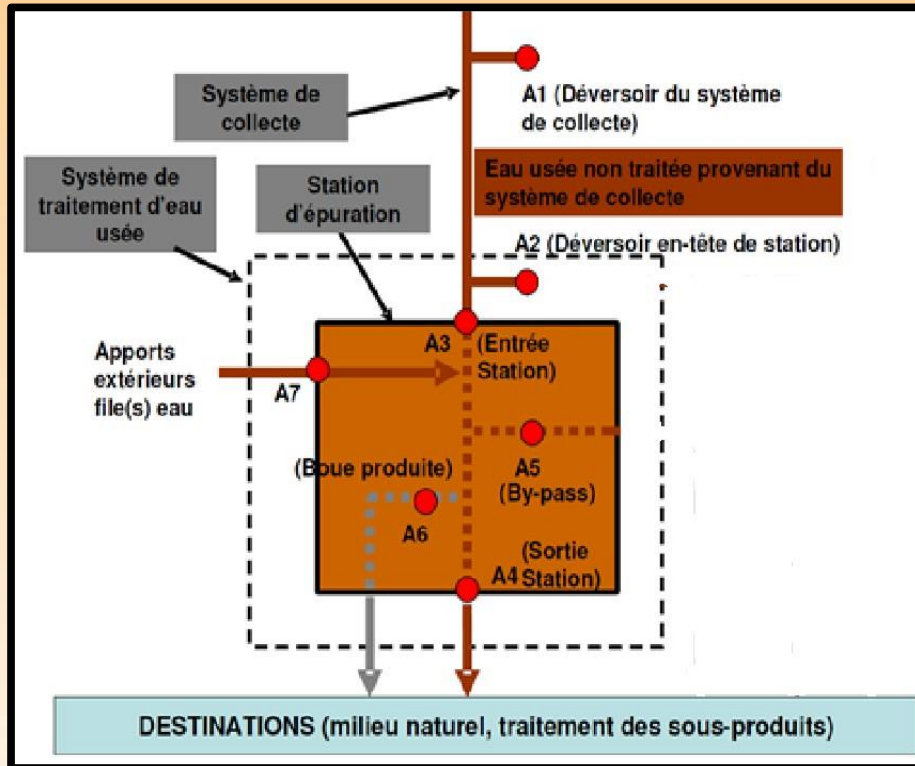 Système de
collecte
A1 (Déversoir du système
de collecte)
Système de
traitement d'eau
usée
Station
d'épuration
Eau usée non traitée provenant du
système de collecte
A2 (Déversoir en-tête de station)
Apports
extérieurs
file(s) eau
A7
A3
(Entrée
Station)
(Boue produite)
A6
A5
(By-pass)
A4
(Sortie
Station)
DESTINATIONS (milieu naturel, traitement des sous-produits)